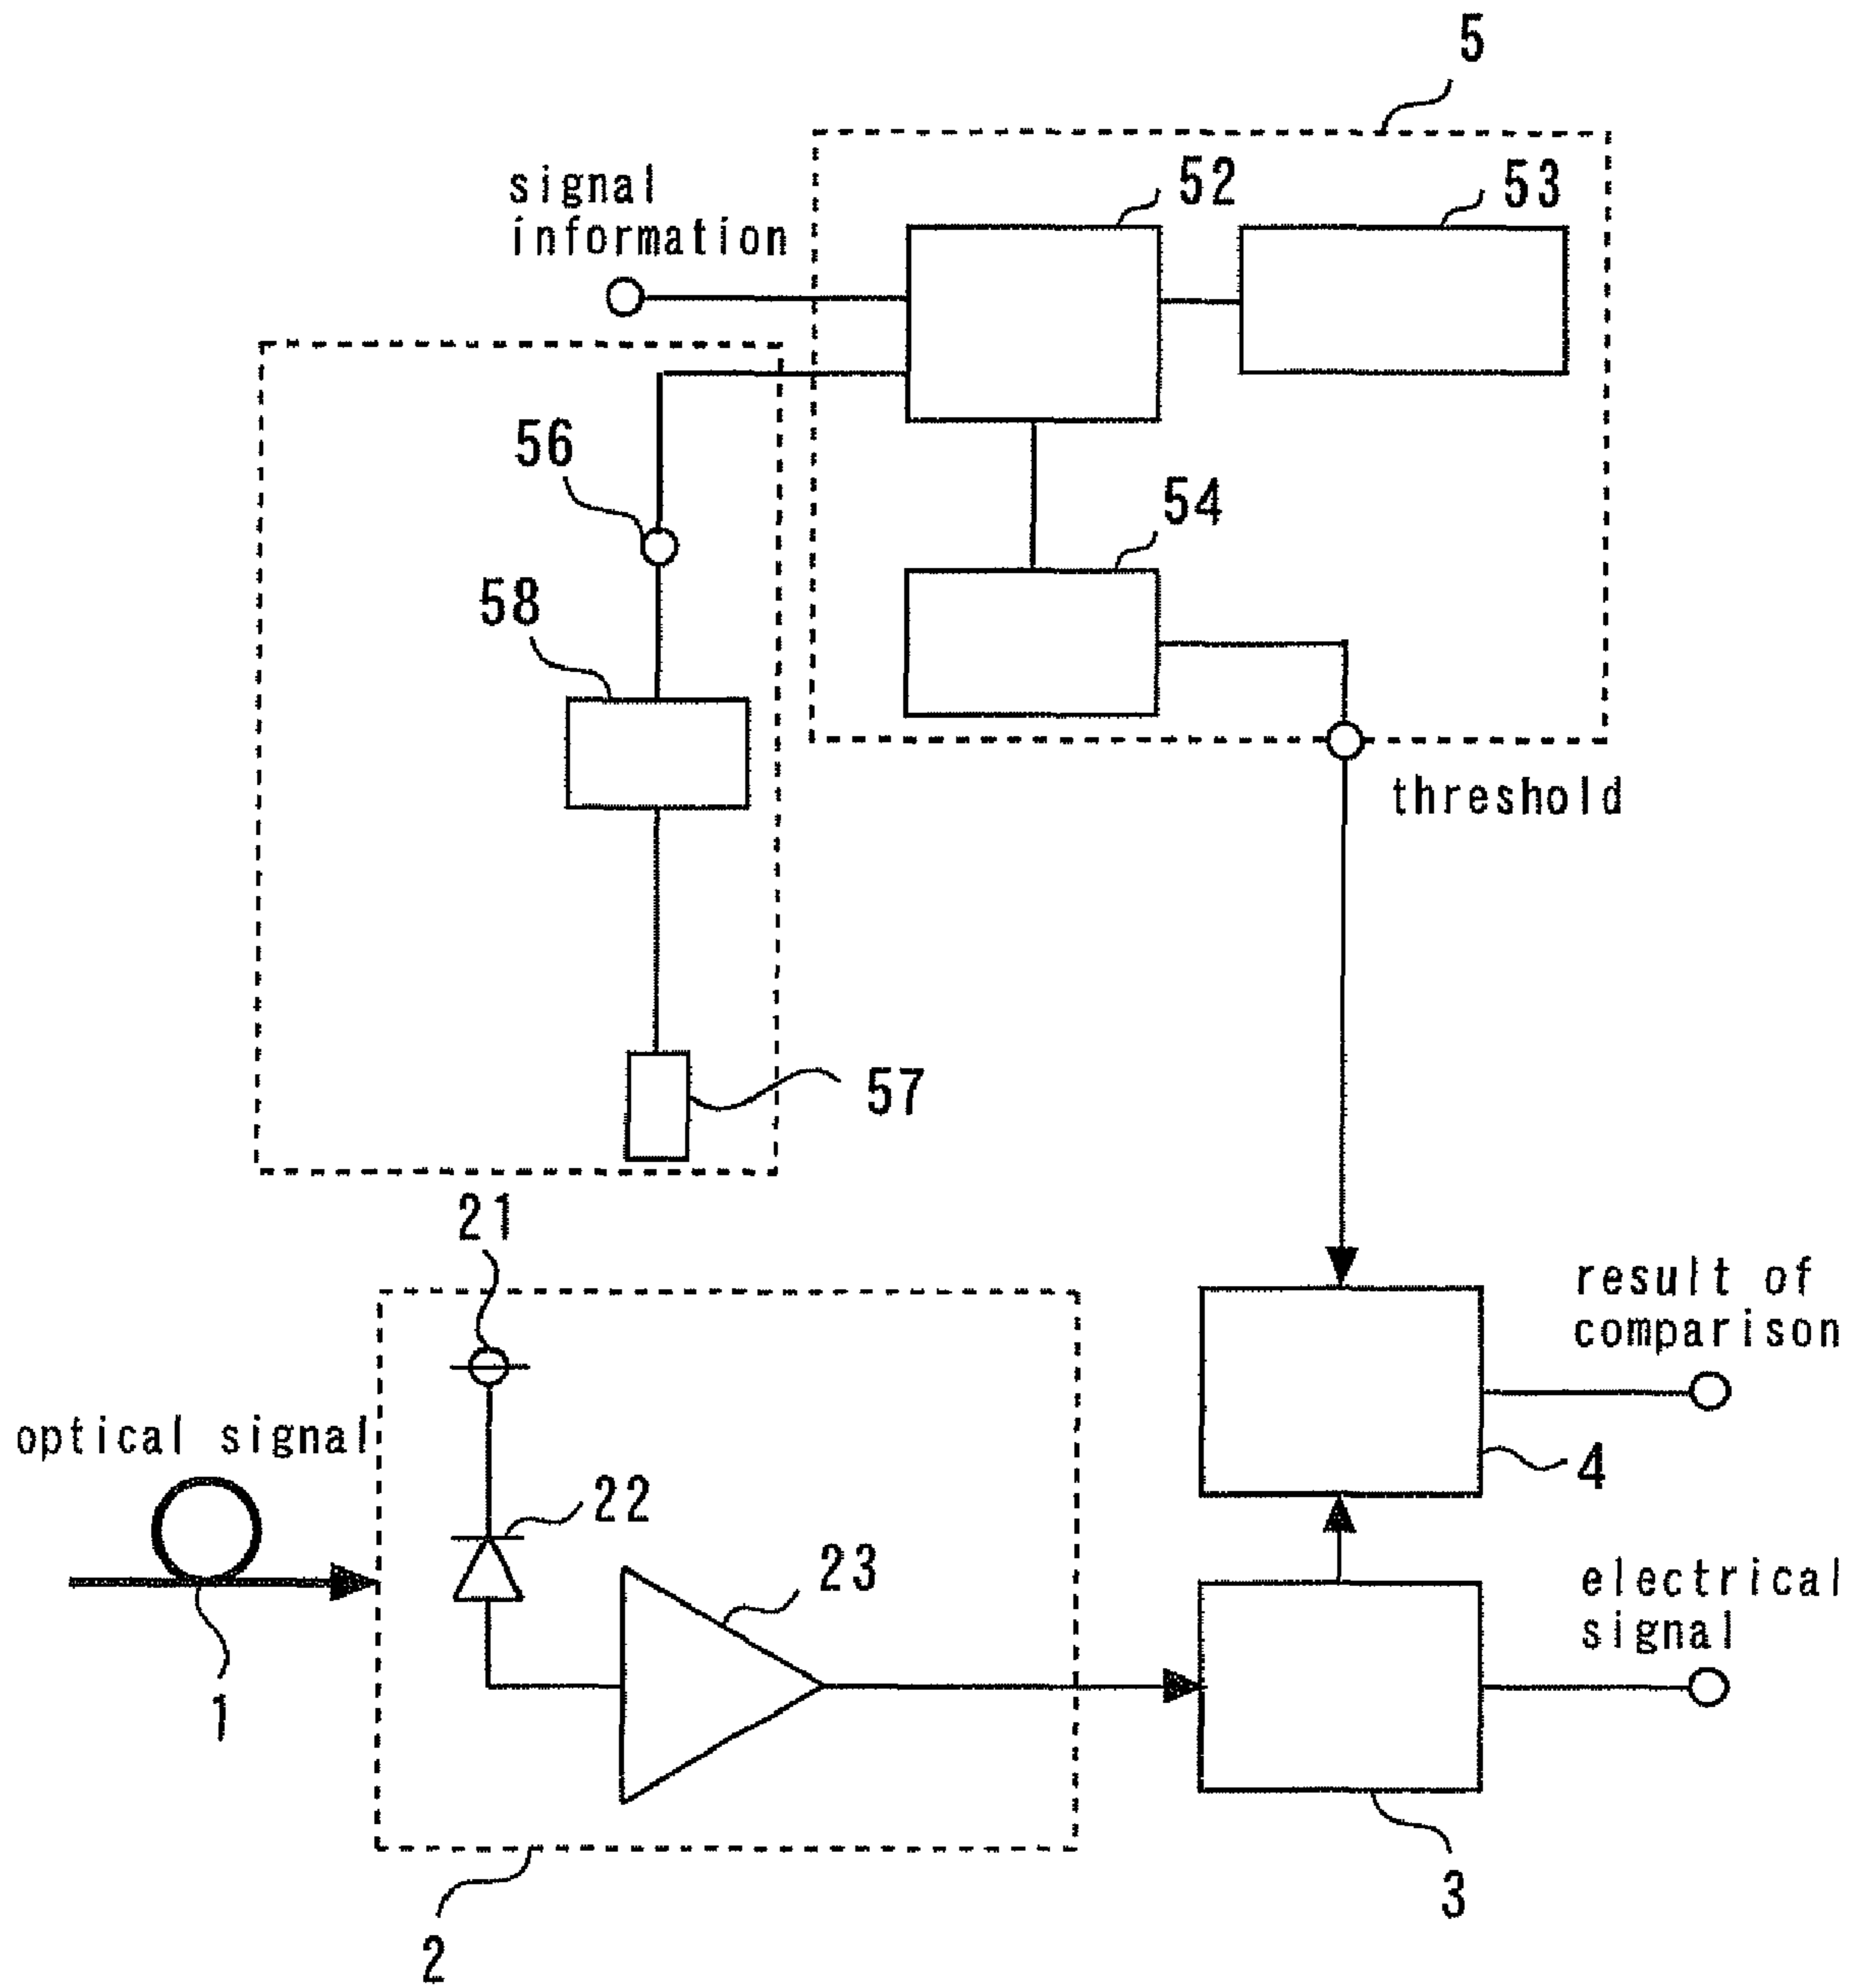 5
signal
information
52
53
56
54
58
threshold
57
21
result of
comparison
optical signal
4
22
23
electrical
signal
1
3
2